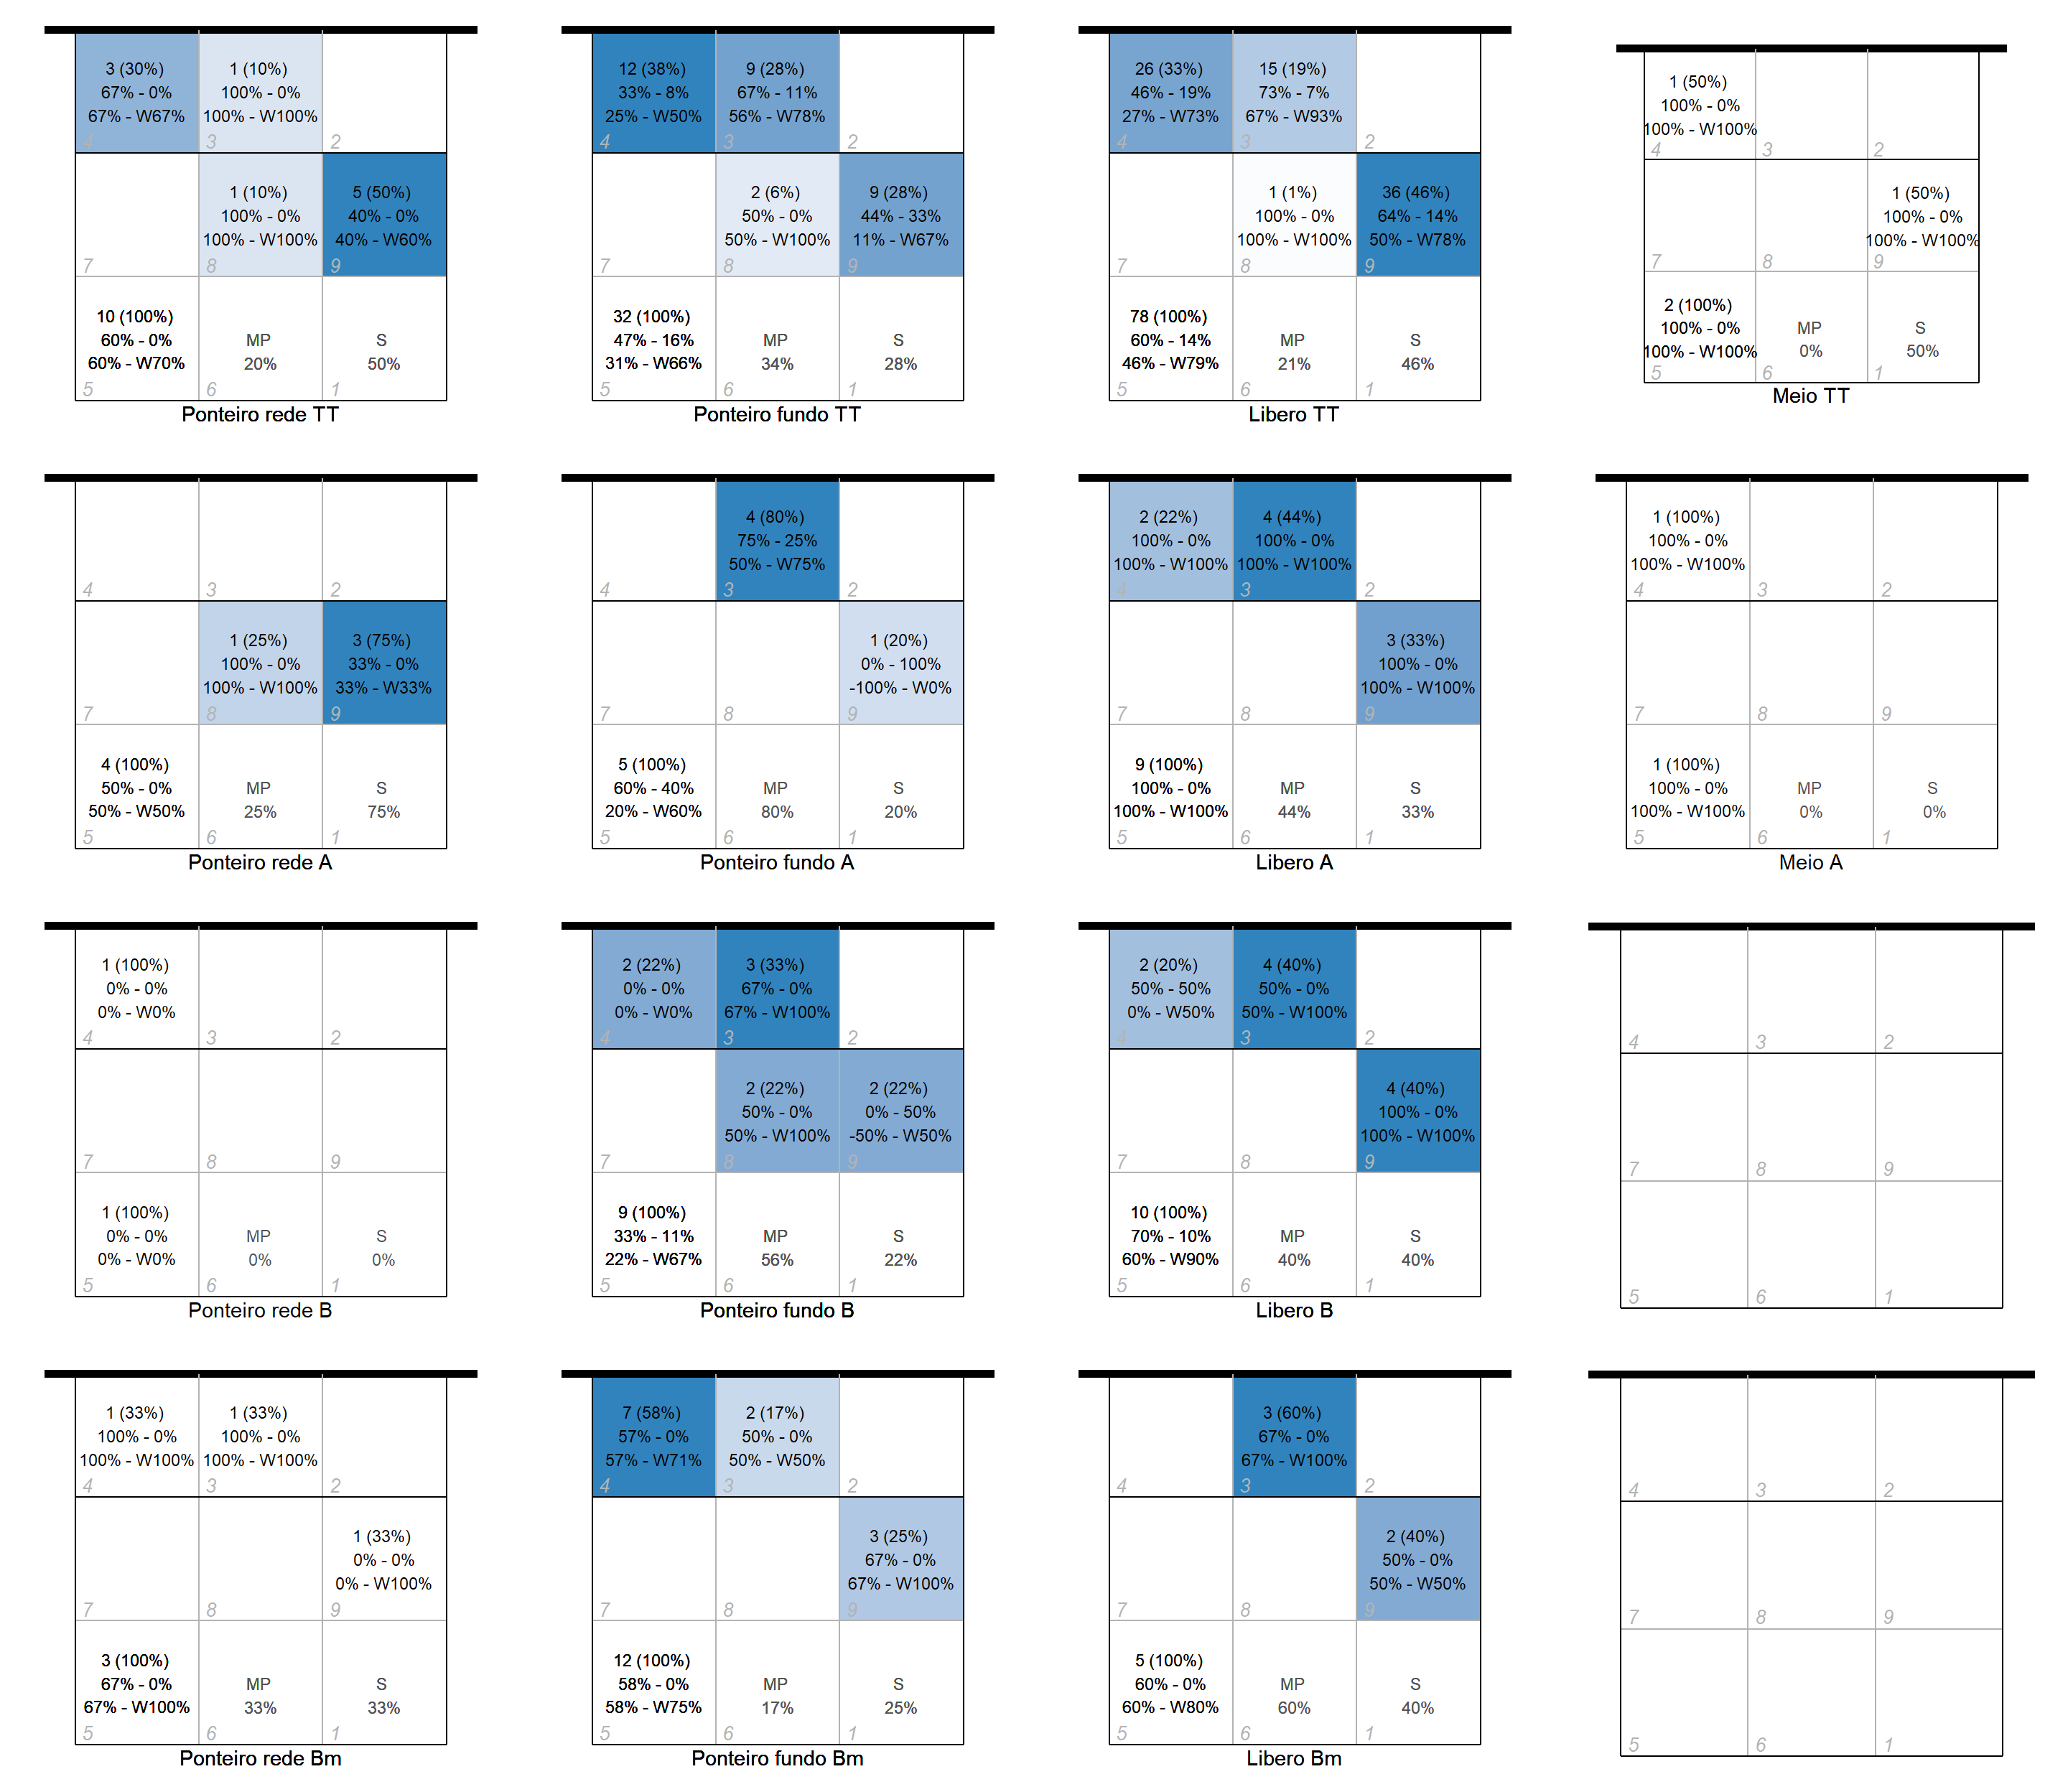 3 (30%)
67% - 0%
67% - W67%
4
1 (10%)
100% - 0%
100% - W100%
3
2
7
1 (10%)
100% - 0%
100% - W100%
8
5 (50%)
40% - 0%
40% - W60%
9
10 (100%)
60% - 0%
60% - W70%
5
MP
20%
6
S
50%
1
Ponteiro rede TT
12 (38%)
33% - 8%
25% - W50%
4
9 (28%)
67% - 11%
56% - W78%
3
2
7
2 (6%)
50% - 0%
50% - W100%
8
9 (28%)
44% - 33%
11% - W67%
9
32 (100%)
47% - 16%
31% - W66%
5
MP
34%
6
S
28%
1
Ponteiro fundo TT
26 (33%)
46% - 19%
27% - W73%
4
15 (19%)
73% - 7%
67% - W93%
3
2
7
1 (1%)
100% - 0%
100% - W100%
8
36 (46%)
64% - 14%
50% - W78%
9
78 (100%)
60% - 14%
46% - W79%
5
MP
21%
6
S
46%
1
Libero TT
1 (50%)
100% - 0%
100% - W100%
4
3
2
7
8
1 (50%)
100% - 0%
100% - W100%
9
2 (100%)
100% - 0%
100% - W100%
5
MP
0%
6
S
50%
1
Meio TT
4
3
2
7
1 (25%)
100% - 0%
100% - W100%
8
3 (75%)
33% - 0%
33% - W33%
9
4 (100%)
50% - 0%
50% - W50%
5
MP
25%
6
S
75%
1
Ponteiro rede A
4
4 (80%)
75% - 25%
50% - W75%
3
2
7
8
1 (20%)
0% - 100%
-100% - W0%
9
5 (100%)
60% - 40%
20% - W60%
5
MP
80%
6
S
20%
1
Ponteiro fundo A
2 (22%)
100% - 0%
100% - W100%
4
4 (44%)
100% - 0%
100% - W100%
3
2
7
8
3 (33%)
100% - 0%
100% - W100%
9
9 (100%)
100% - 0%
100% - W100%
5
MP
44%
6
S
33%
1
Libero A
1 (100%)
100% - 0%
100% - W100%
4
3
2
7
8
9
1 (100%)
100% - 0%
100% - W100%
5
MP
0%
6
S
0%
1
Meio A
1 (100%)
0% - 0%
0% - W0%
4
3
2
7
8
9
1 (100%)
0% - 0%
0% - W0%
5
MP
0%
6
S
0%
1
Ponteiro rede B
2 (22%)
0% - 0%
0% - W0%
4
3 (33%)
67% - 0%
67% - W100%
3
2
7
2 (22%)
50% - 0%
50% - W100%
8
2 (22%)
0% - 50%
-50% - W50%
9
9 (100%)
33% - 11%
22% - W67%
5
MP
56%
6
S
22%
1
Ponteiro fundo B
2 (20%)
50% - 50%
0% - W50%
4
4 (40%)
50% - 0%
50% - W100%
3
2
7
8
4 (40%)
100% - 0%
100% - W100%
9
10 (100%)
70% - 10%
60% - W90%
5
MP
40%
6
S
40%
1
Libero B
4
3
2
7
8
9
5
6
1
1 (33%)
100% - 0%
100% - W100%
4
1 (33%)
100% - 0%
100% - W100%
3
2
7
8
1 (33%)
0% - 0%
0% - W100%
9
3 (100%)
67% - 0%
67% - W100%
5
MP
33%
6
S
33%
1
Ponteiro rede Bm
7 (58%)
57% - 0%
57% - W71%
4
2 (17%)
50% - 0%
50% - W50%
3
2
7
8
3 (25%)
67% - 0%
67% - W100%
9
12 (100%)
58% - 0%
58% - W75%
5
MP
17%
6
S
25%
1
Ponteiro fundo Bm
4
3 (60%)
67% - 0%
67% - W100%
3
2
7
8
2 (40%)
50% - 0%
50% - W50%
9
5 (100%)
60% - 0%
60% - W80%
5
MP
60%
6
S
40%
1
Libero Bm
4
3
2
7
8
9
5
6
1